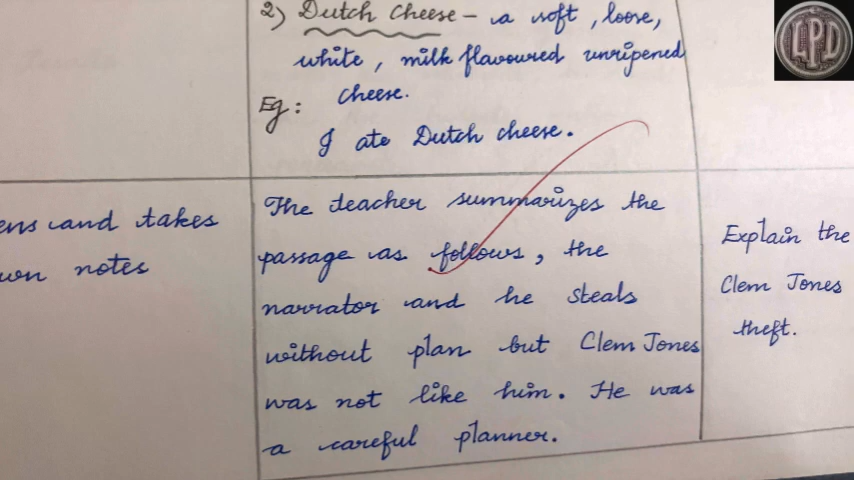 2) Dutch Cheese - a soft, loose,
white, milk flavoured unripened
cheese.
Eg:
I ate Dutch cheese.
ens and takes
wn notes
The teacher summarizes the
passage as follows, the
narrator and he steals
without plan but Clem Jones
was not like him. He was
a careful planner.
Explain the
Clem Jones
theft.
LPD